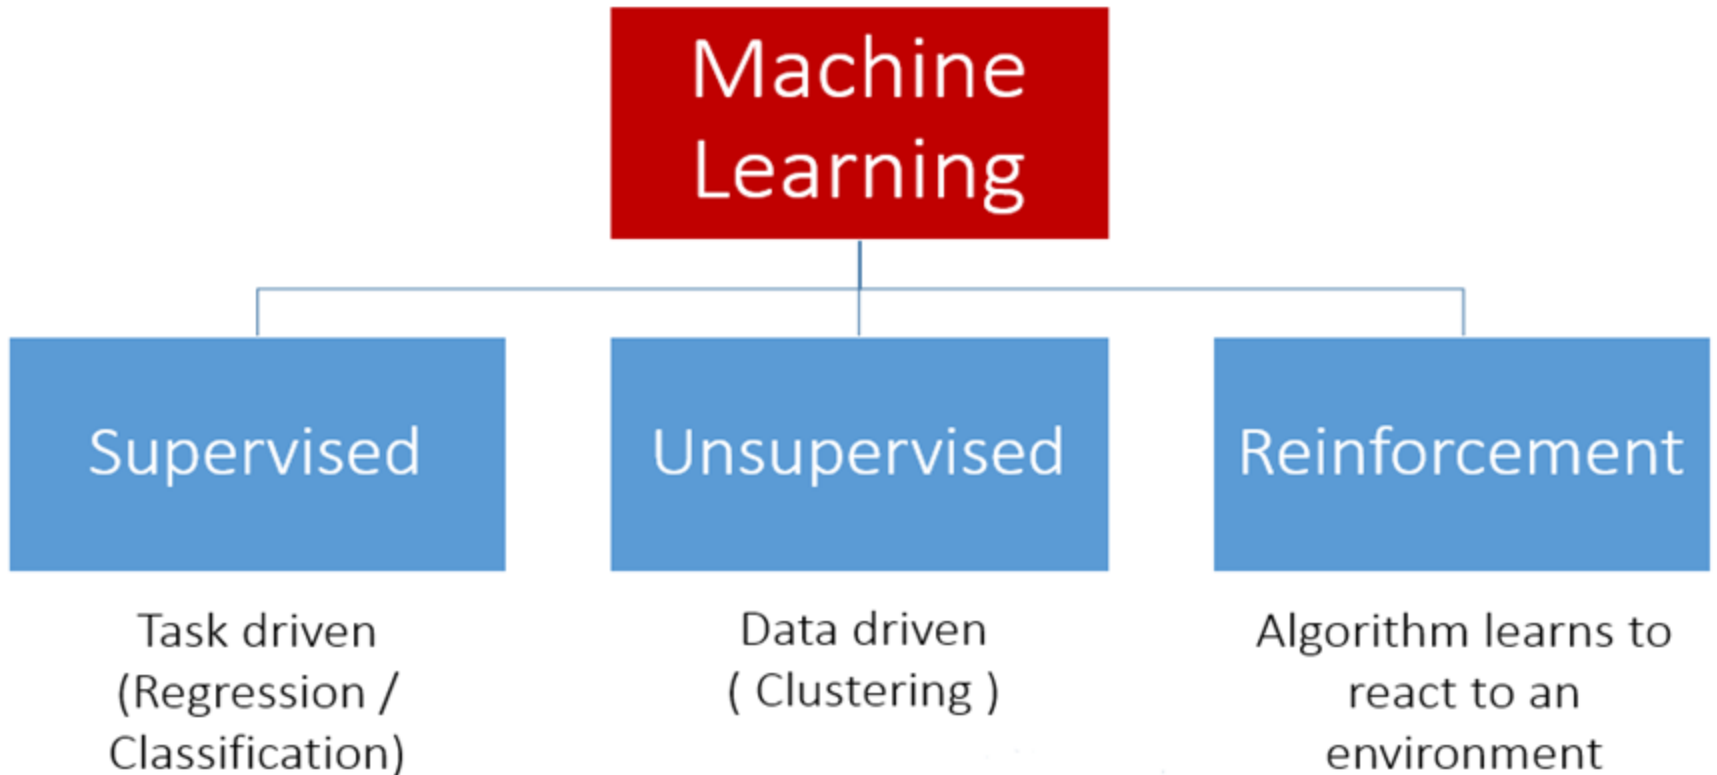 Machine
Learning
Supervised
Unsupervised
Reinforcement
Task driven
(Regression /
Classification)
Data driven
( Clustering )
Algorithm learns to
react to an
environment